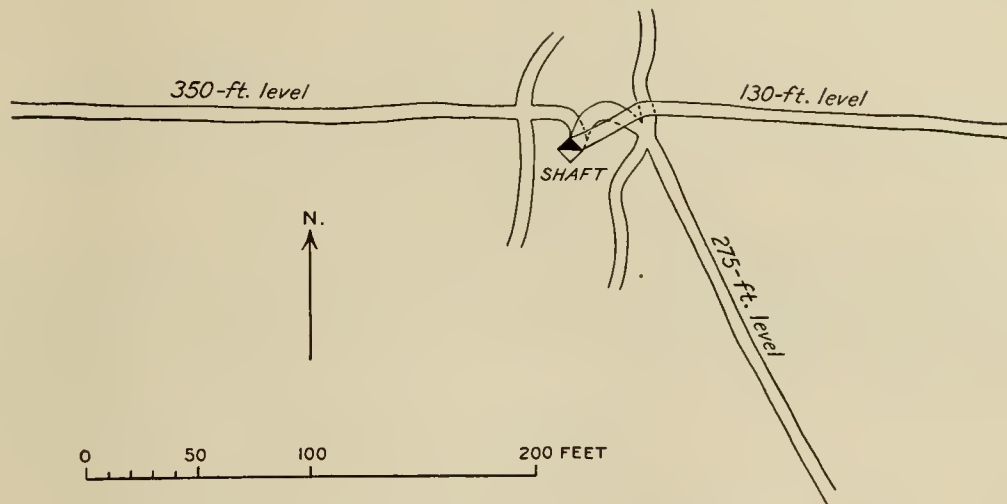 350-ft. level
130-ft. level
SHAFT
N.
275-ft. level
0 50 100 200 FEET